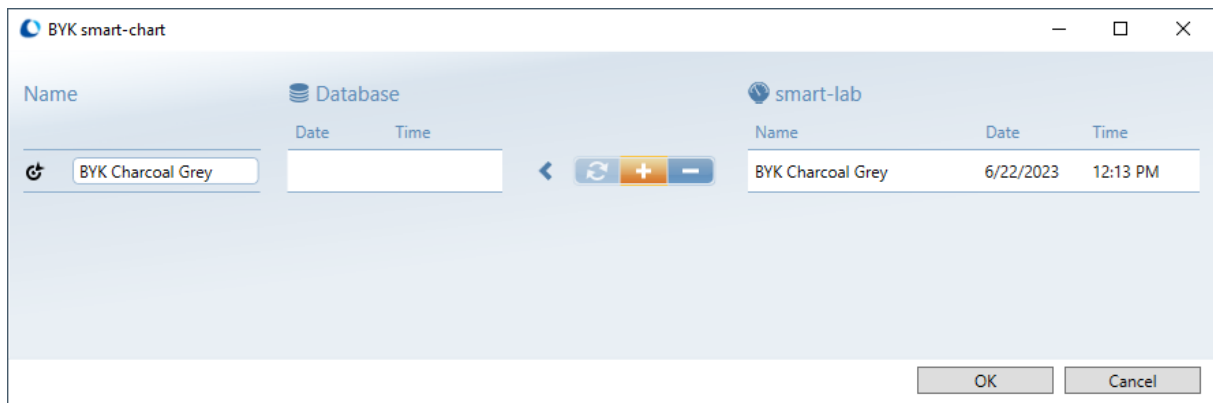 BYK smart-chart
Name Database smart-lab
Date Time Name Date Time
BYK Charcoal Grey BYK Charcoal Grey 6/22/2023 12:13 PM
OK Cancel